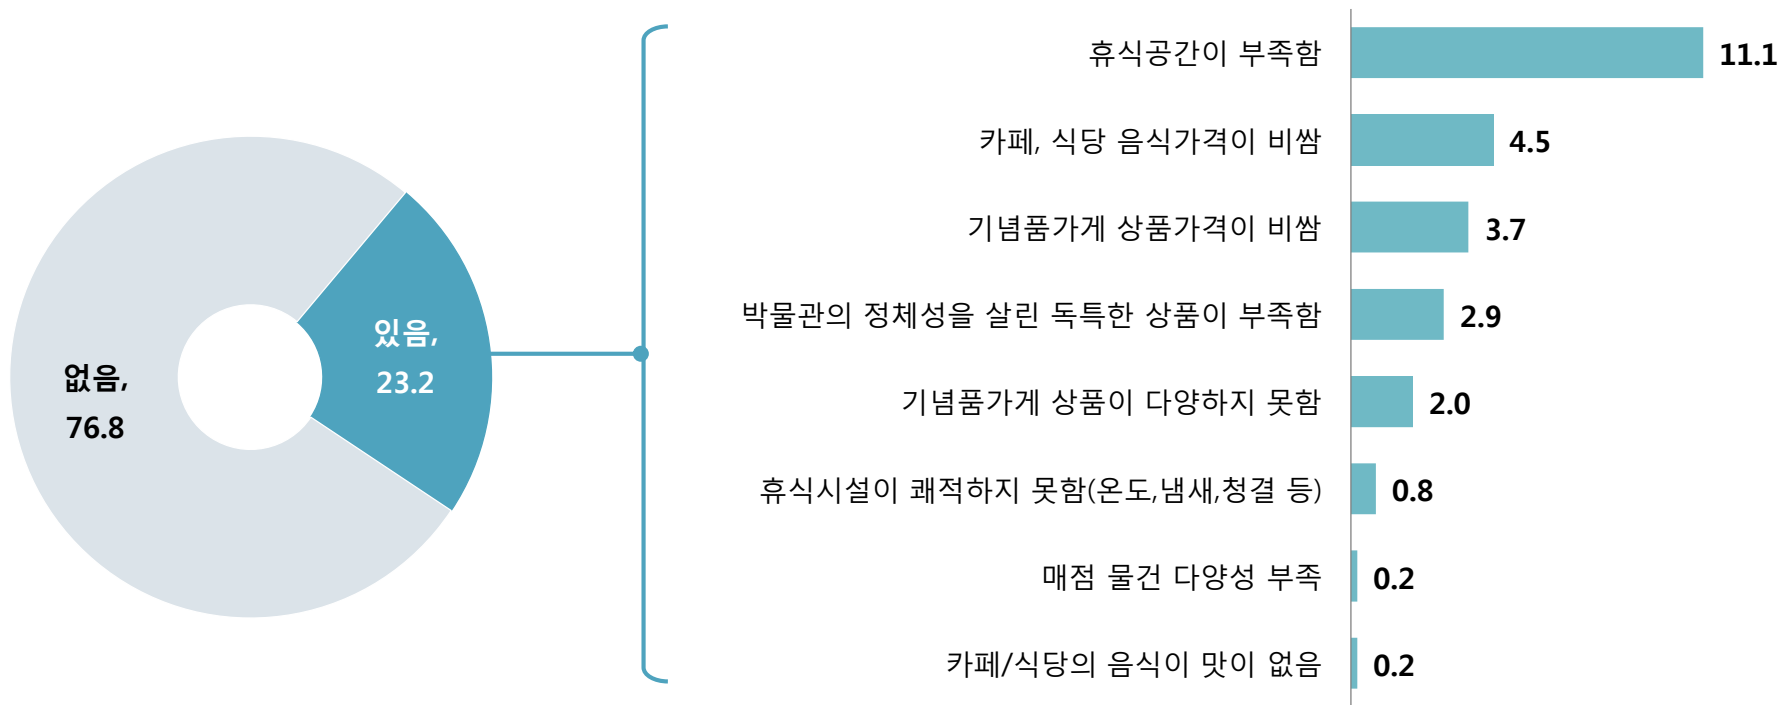 없음,
76.8
있음,
23.2
휴식공간이 부족함 11.1
카페, 식당 음식가격이 비쌈 4.5
기념품가게 상품가격이 비쌈 3.7
박물관의 정체성을 살린 독특한 상품이 부족함 2.9
기념품가게 상품이 다양하지 못함 2.0
휴식시설이 쾌적하지 못함(온도,냄새,청결 등) 0.8
매점 물건 다양성 부족 0.2
카페/식당의 음식이 맛이 없음 0.2